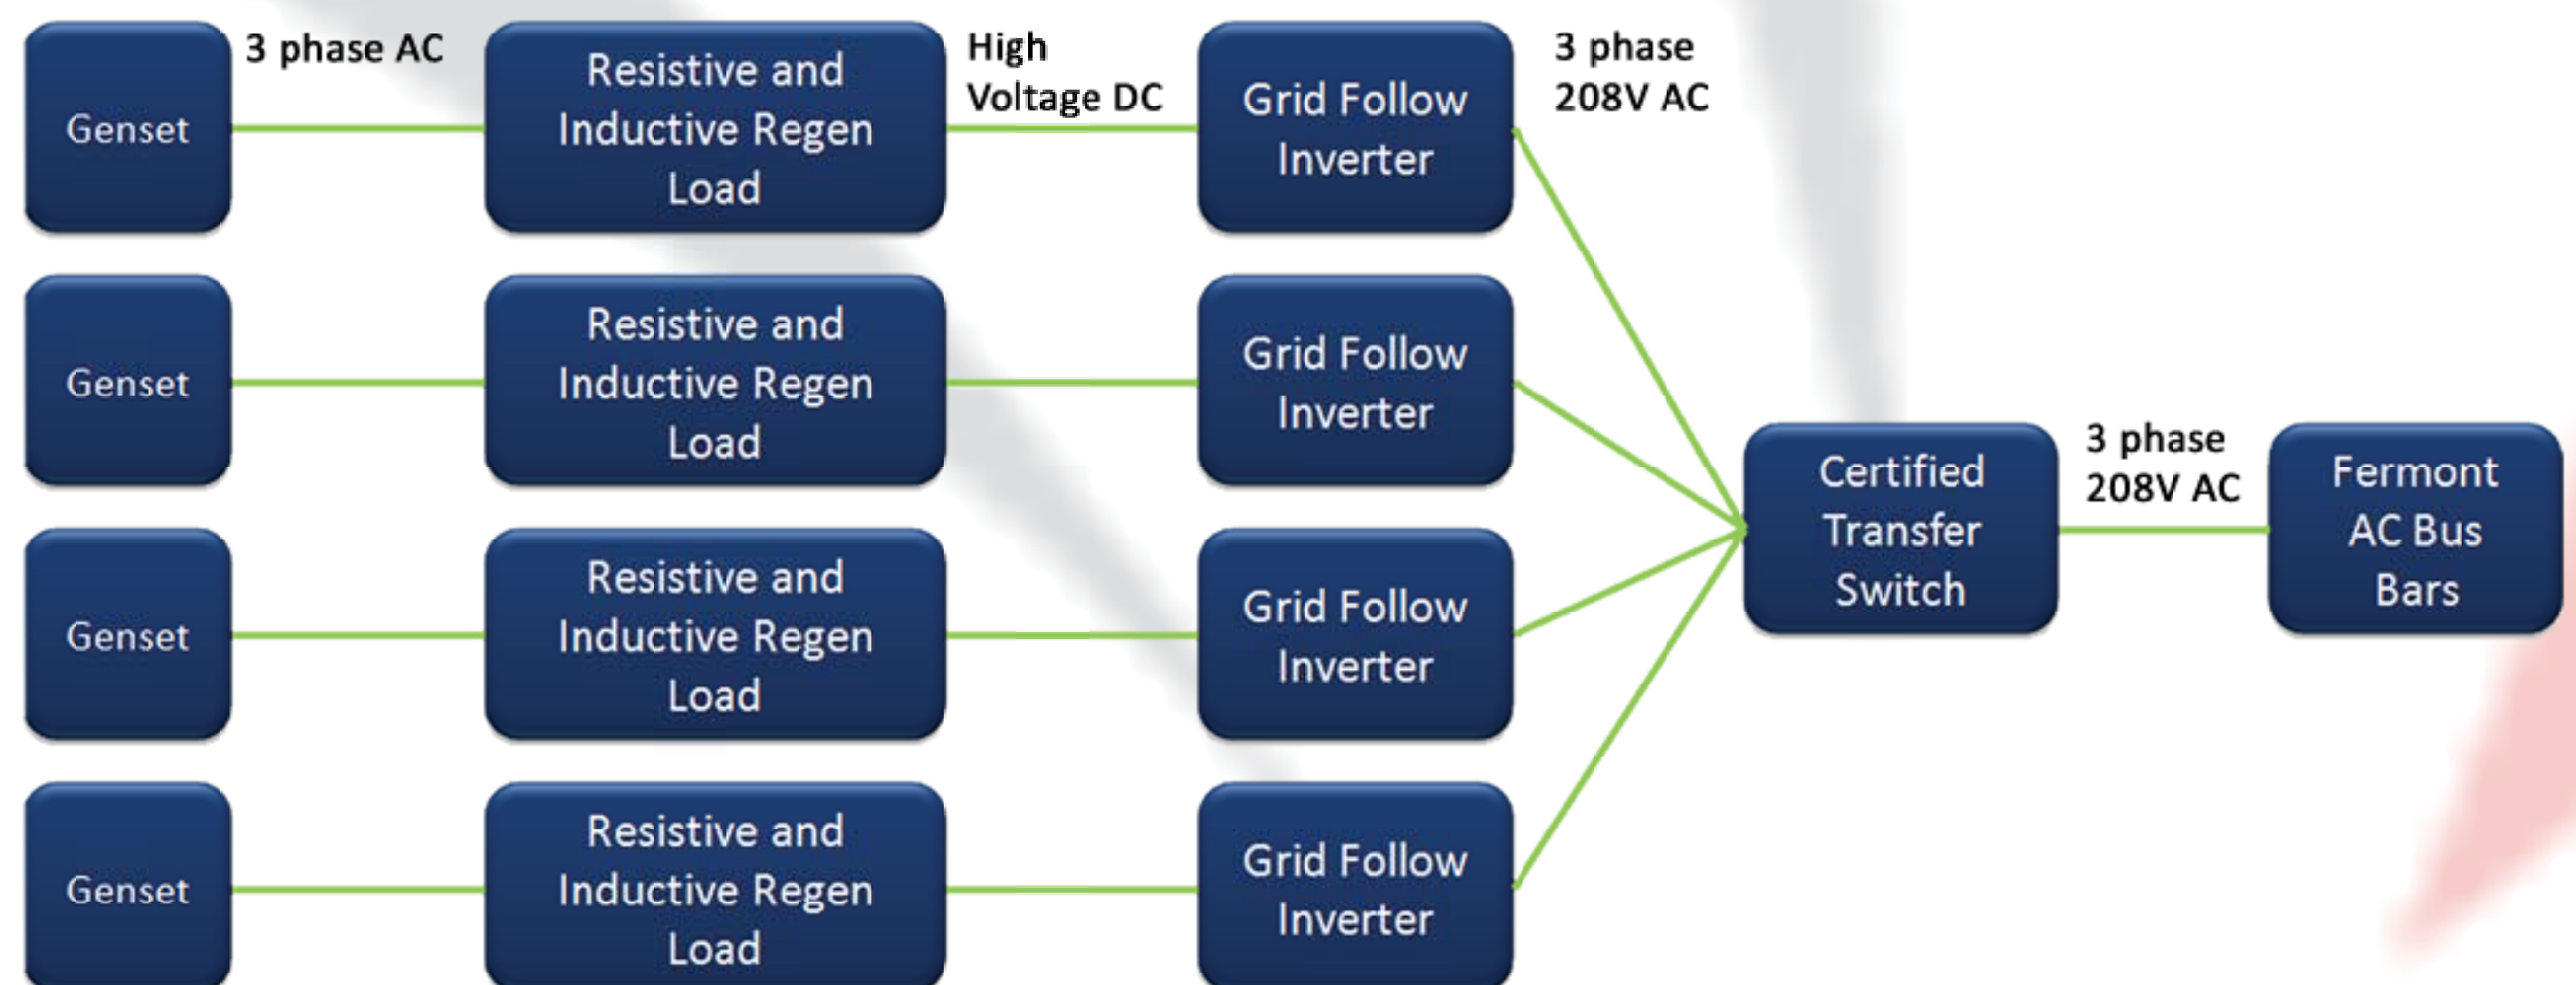 Genset
3 phase AC
Resistive and
Inductive Regen
Load
High
Voltage DC
Grid Follow
Inverter
3 phase
208V AC
Genset
Resistive and
Inductive Regen
Load
Grid Follow
Inverter
Genset
Resistive and
Inductive Regen
Load
Grid Follow
Inverter
Genset
Resistive and
Inductive Regen
Load
Grid Follow
Inverter
Certified
Transfer
Switch
3 phase
208V AC
Fermont
AC Bus
Bars